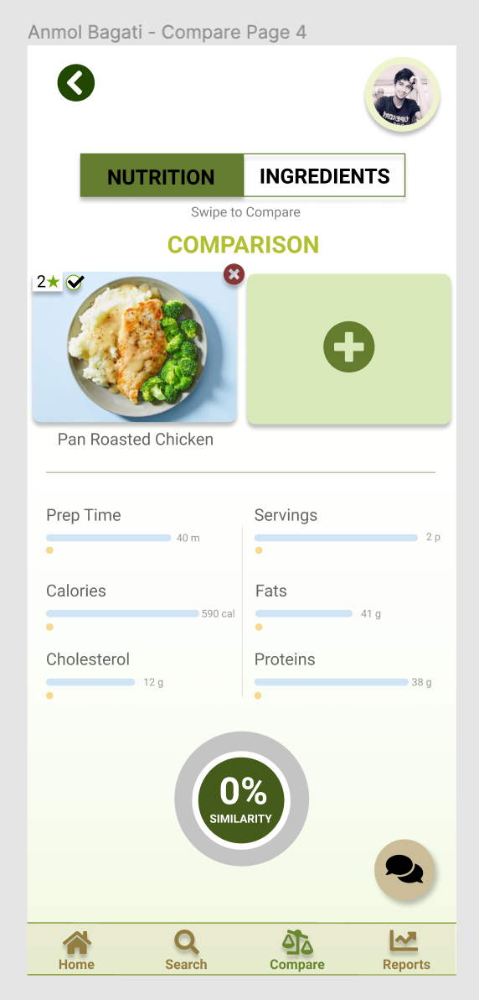 Anmol Bagati - Compare Page 4
NUTRITION
INGREDIENTS
Swipe to Compare
COMPARISON
2
Pan Roasted Chicken
Prep Time
40 m
Servings
2 p
Calories
590 cal
Fats
41 g
Cholesterol
12 g
Proteins
38 g
0%
SIMILARITY
Home
Search
Compare
Reports